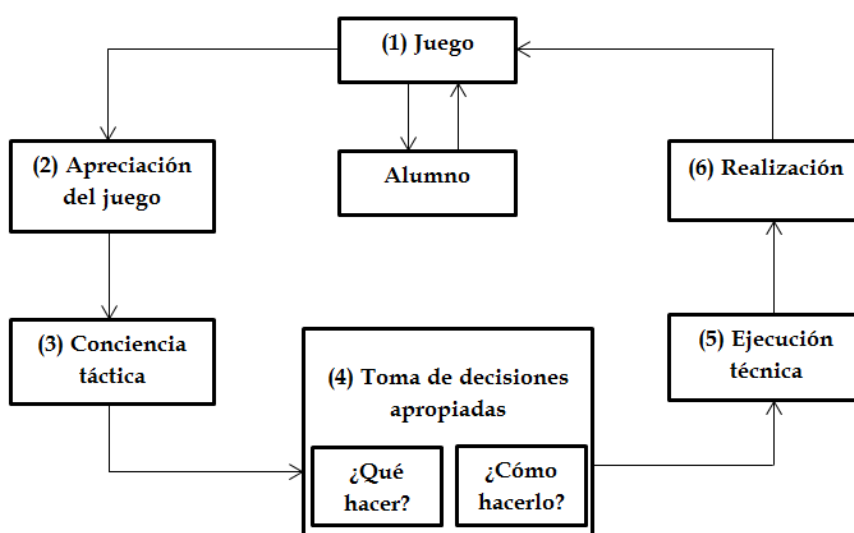 (1) Juego
Alumno
(2) Apreciación
del juego
(3) Conciencia
táctica
(4) Toma de decisiones
apropiadas
¿Qué
hacer?
¿Cómo
hacerlo?
(5) Ejecución
técnica
(6) Realización